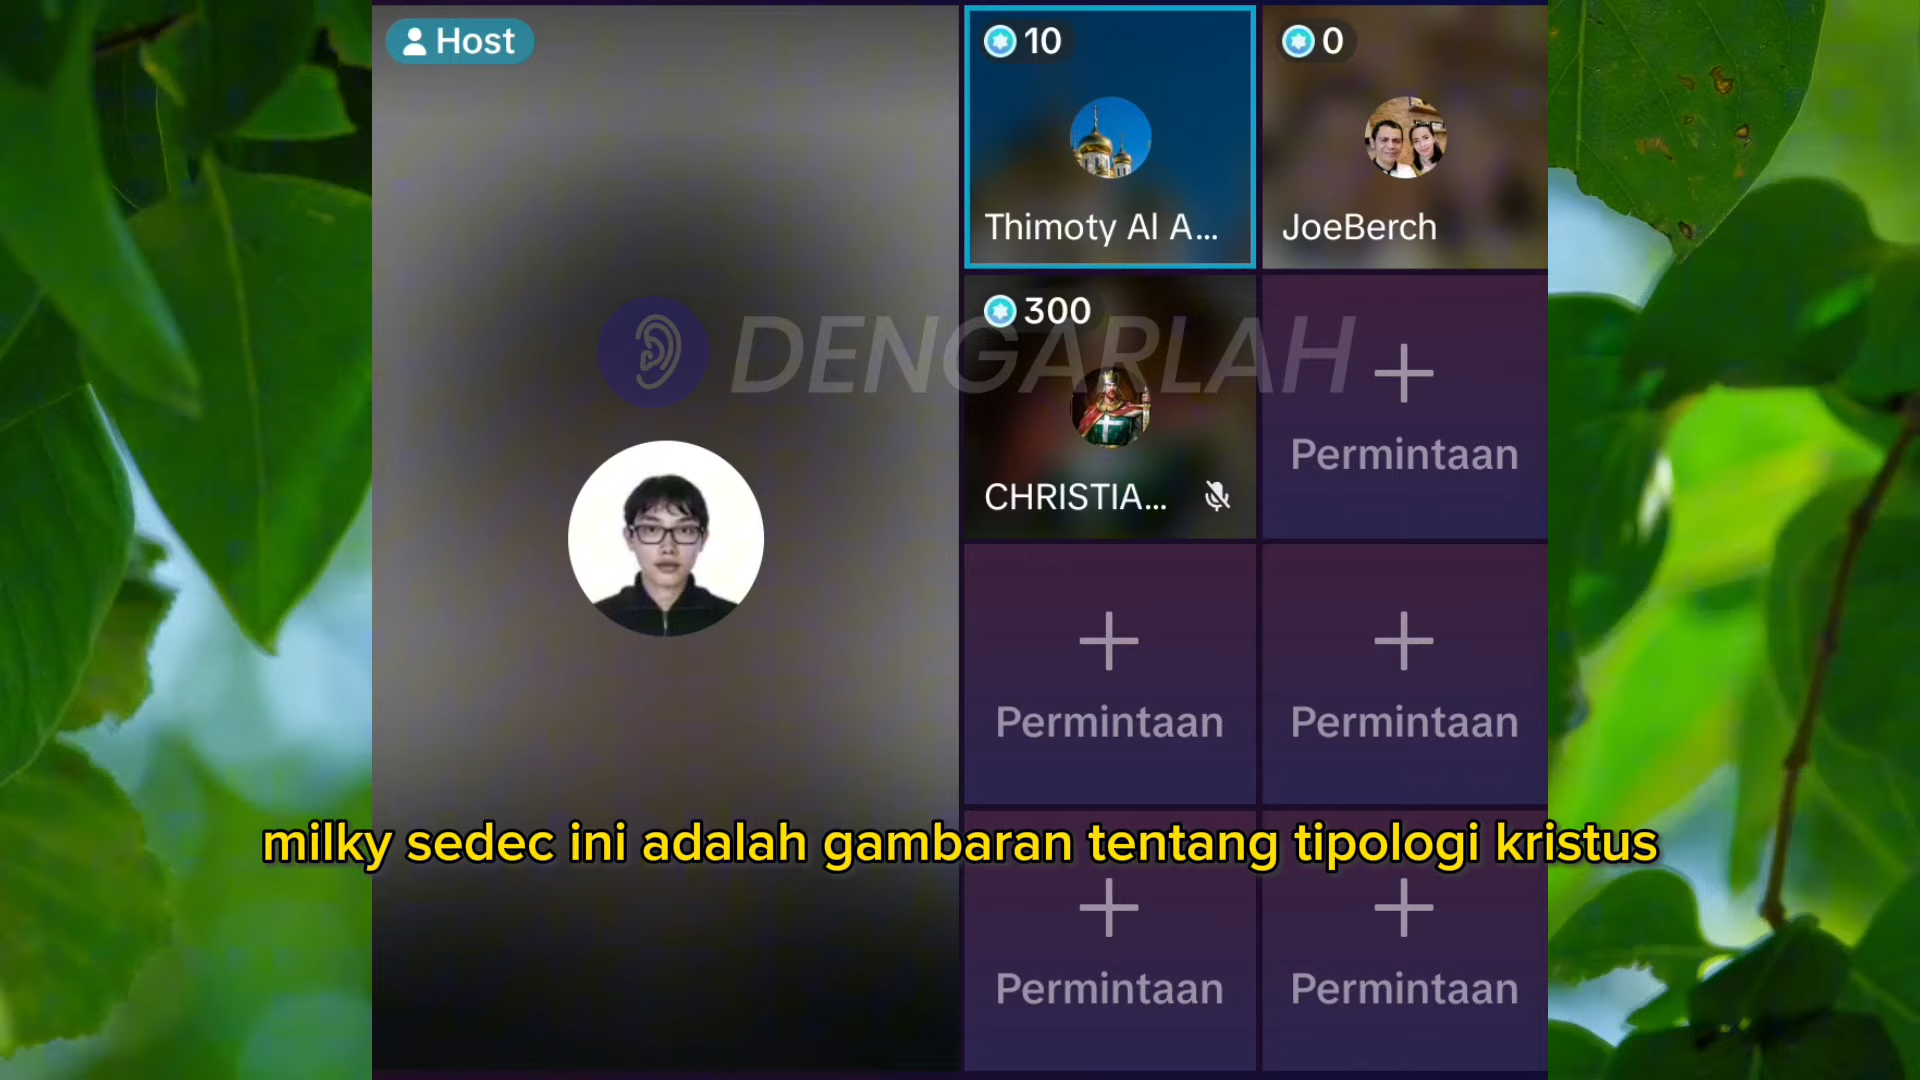 Host
10
0
Thimoty Al A...
JoeBerch
300
DENGARLAH
Permintaan
CHRISTIA...
Permintaan
Permintaan
milky sedec ini adalah gambaran tentang tipologi kristus
Permintaan
Permintaan